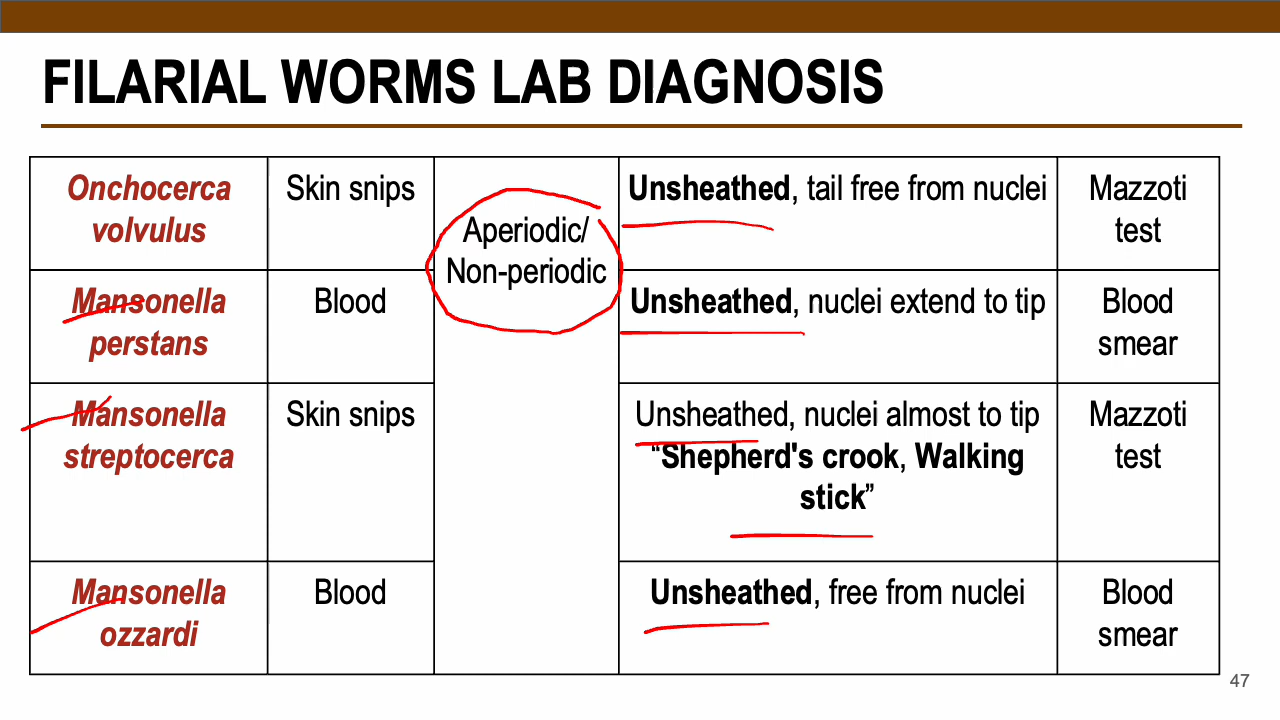 FILARIAL WORMS LAB DIAGNOSIS
Onchocerca
volvulus
Skin snips
Aperiodic/
Non-periodic
Unsheathed, tail free from nuclei
Mazzoti
test
Mansonella
perstans
Blood
Unsheathed, nuclei extend to tip
Blood
smear
Mansonella
streptocerca
Skin snips
Unsheathed, nuclei almost to tip
“Shepherd's crook, Walking
stick”
Mazzoti
test
Mansonella
ozzardi
Blood
Unsheathed, free from nuclei
Blood
smear
47